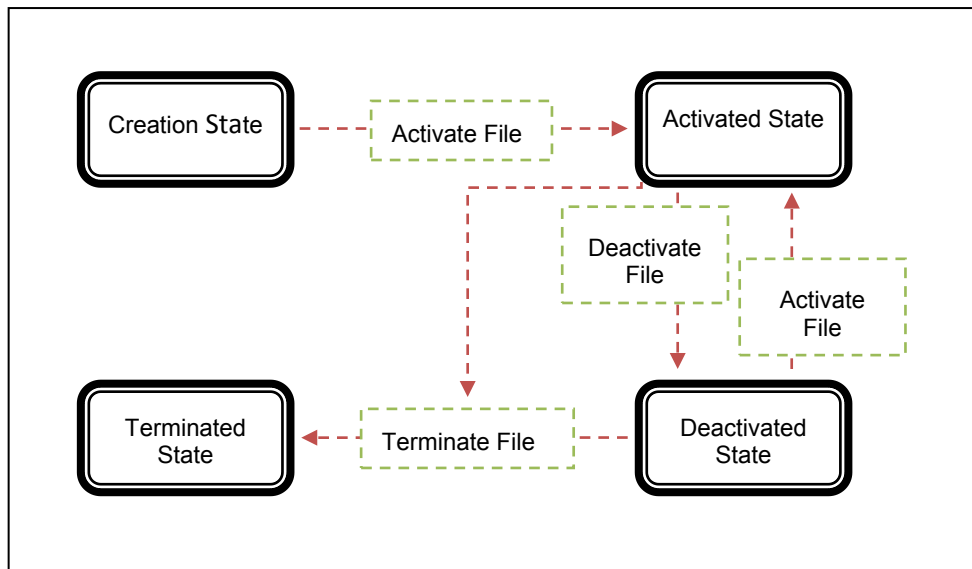 Creation State
Activate File
Activated State
Deactivate
File
Activate
File
Terminated
State
Terminate File
Deactivated
State